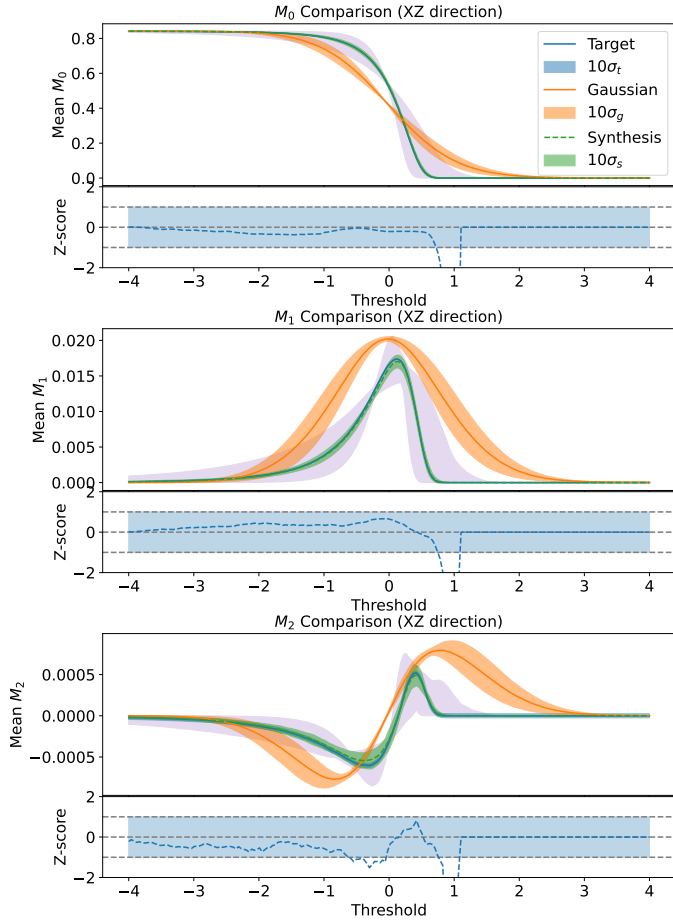 M₀ Comparison (XZ direction)
Mean M₀
0.8
0.6
0.4
0.2
0.0
Target
10σₜ
Gaussian
10σ_g
Synthesis
10σₛ
Z-score
2
0
−2
−4 −3 −2 −1 0 1 2 3 4
Threshold
M₁ Comparison (XZ direction)
Mean M₁
0.020
0.015
0.010
0.005
0.000
Z-score
2
0
−2
−4 −3 −2 −1 0 1 2 3 4
Threshold
M₂ Comparison (XZ direction)
Mean M₂
0.0005
0.0000
−0.0005
Z-score
2
0
−2
−4 −3 −2 −1 0 1 2 3 4
Threshold